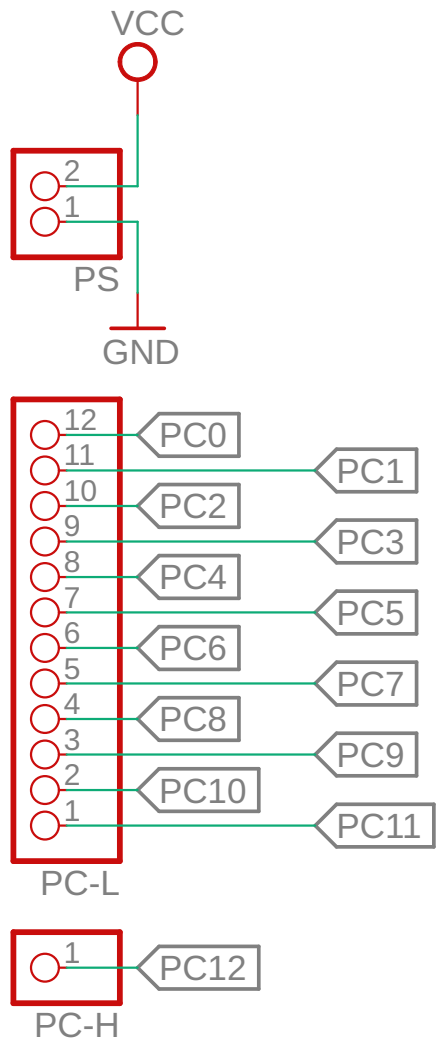 VCC
2
1
PS
GND
12 PC0
11 PC1
10 PC2
9 PC3
8 PC4
7 PC5
6 PC6
5 PC7
4 PC8
3 PC9
2 PC10
1 PC11
PC-L
1 PC12
PC-H